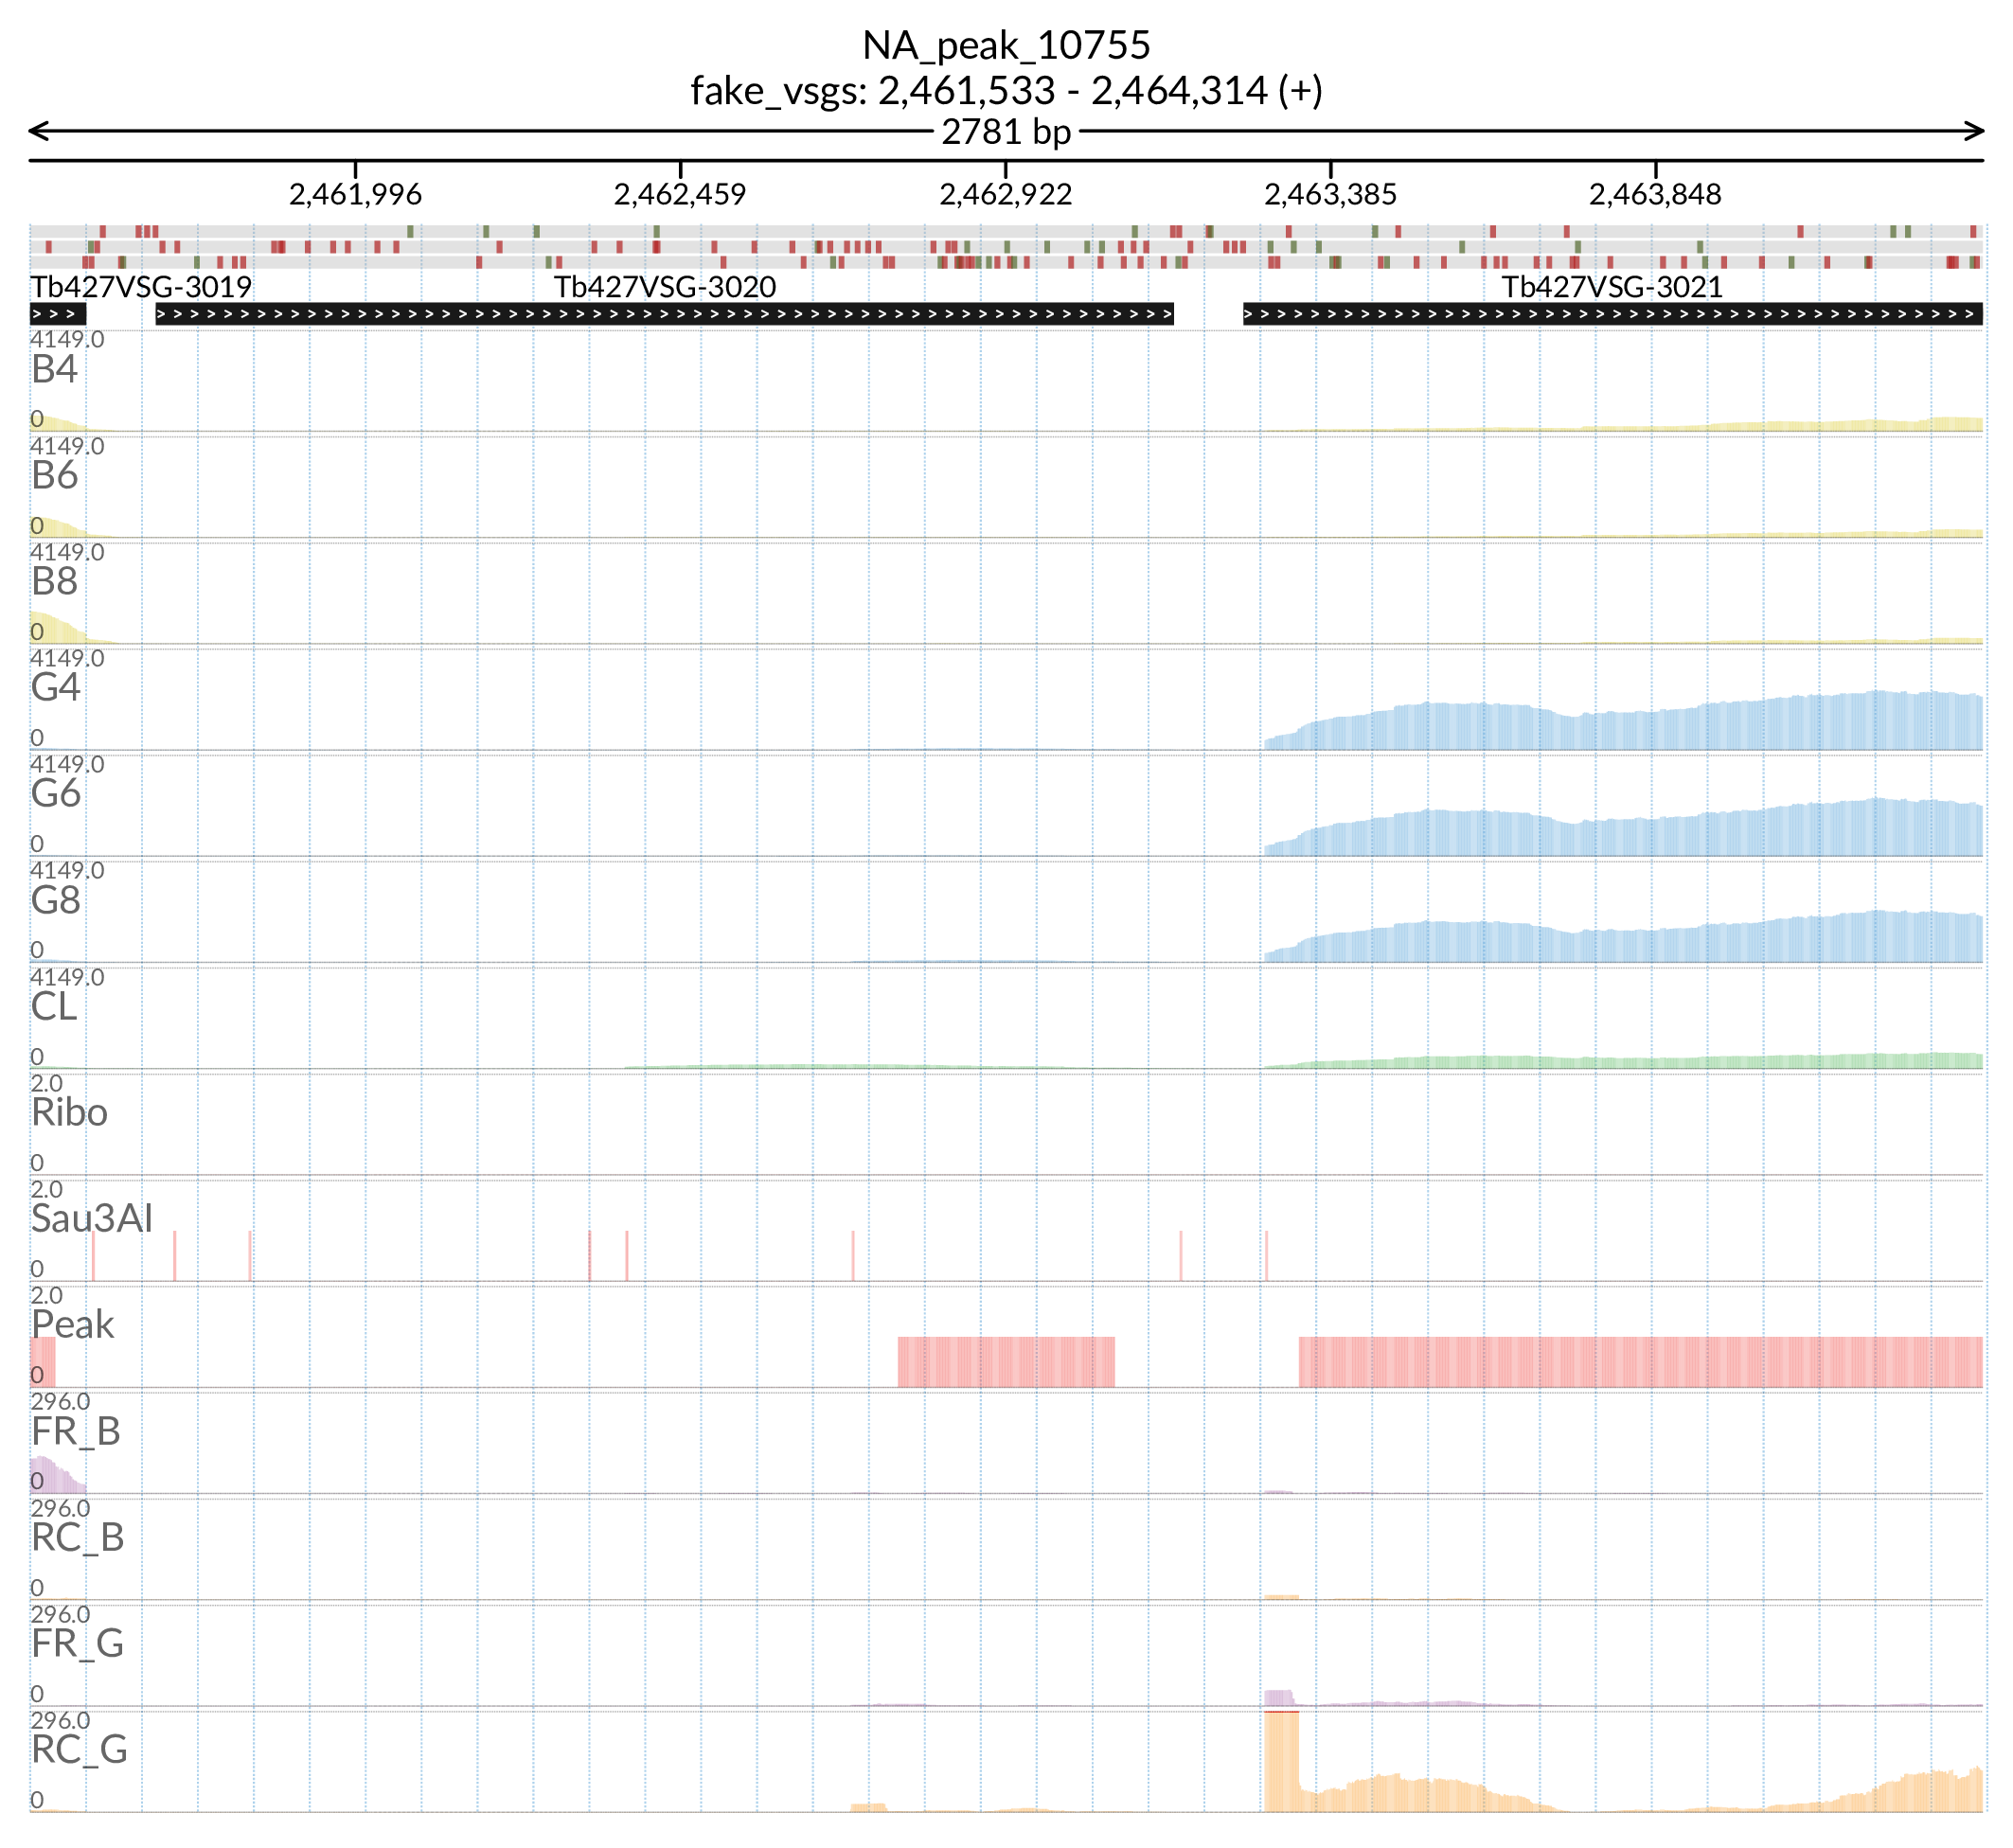 NA_peak_10755
fake_vsgs: 2,461,533 - 2,464,314 (+)
2781 bp
2,461,996 2,462,459 2,462,922 2,463,385 2,463,848
Tb427VSG-3019 Tb427VSG-3020 Tb427VSG-3021
4149.0
B4
0
4149.0
B6
0
4149.0
B8
0
4149.0
G4
0
4149.0
G6
0
4149.0
G8
0
4149.0
CL
0
2.0
Ribo
0
2.0
Sau3AI
0
2.0
Peak
0
296.0
FR_B
0
296.0
RC_B
0
296.0
FR_G
0
296.0
RC_G
0